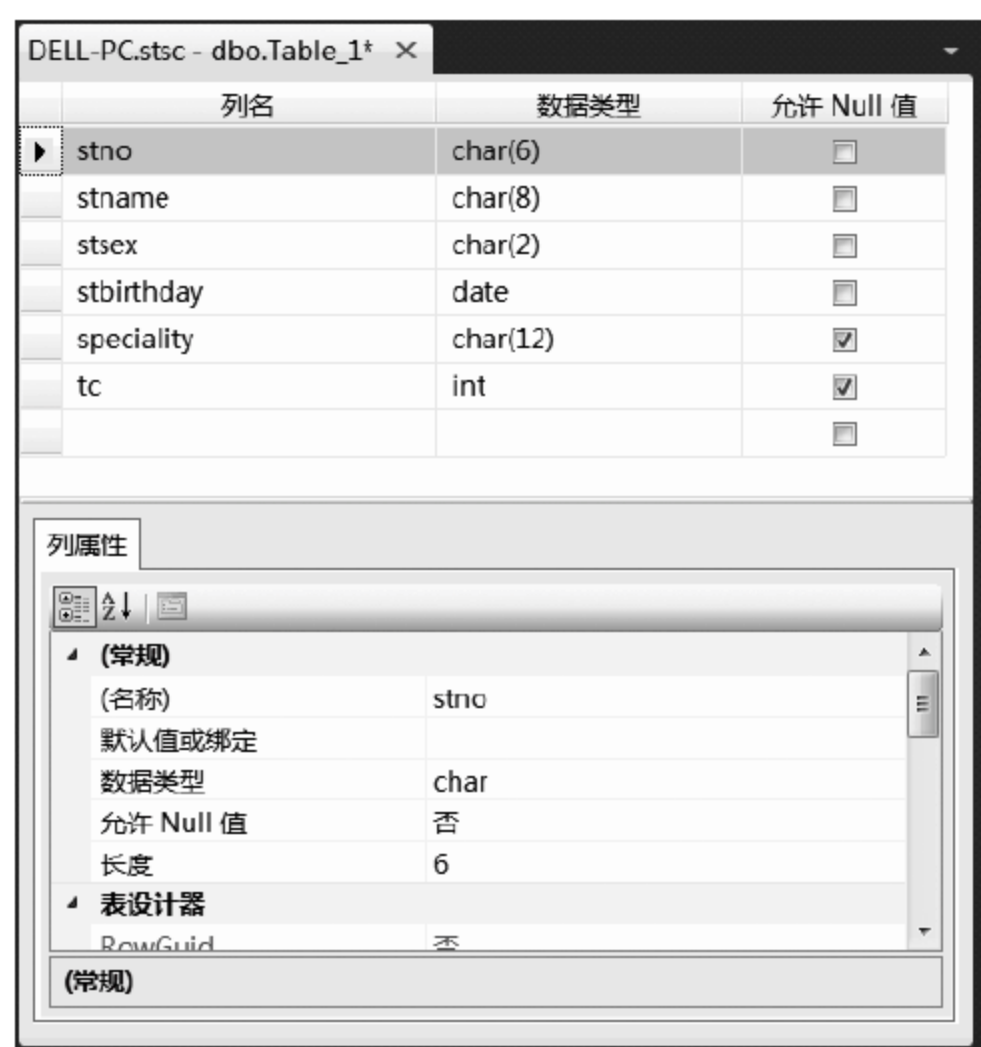 DELL-PC.stsc - dbo.Table_1* ×
列名 数据类型 允许 Null 值
stno char(6)
stname char(8)
stsex char(2)
stbirthday date
speciality char(12)
tc int
列属性
(常规)
(名称) stno
默认值或绑定
数据类型 char
允许 Null 值 否
长度 6
表设计器
RowGuid 否
(常规)